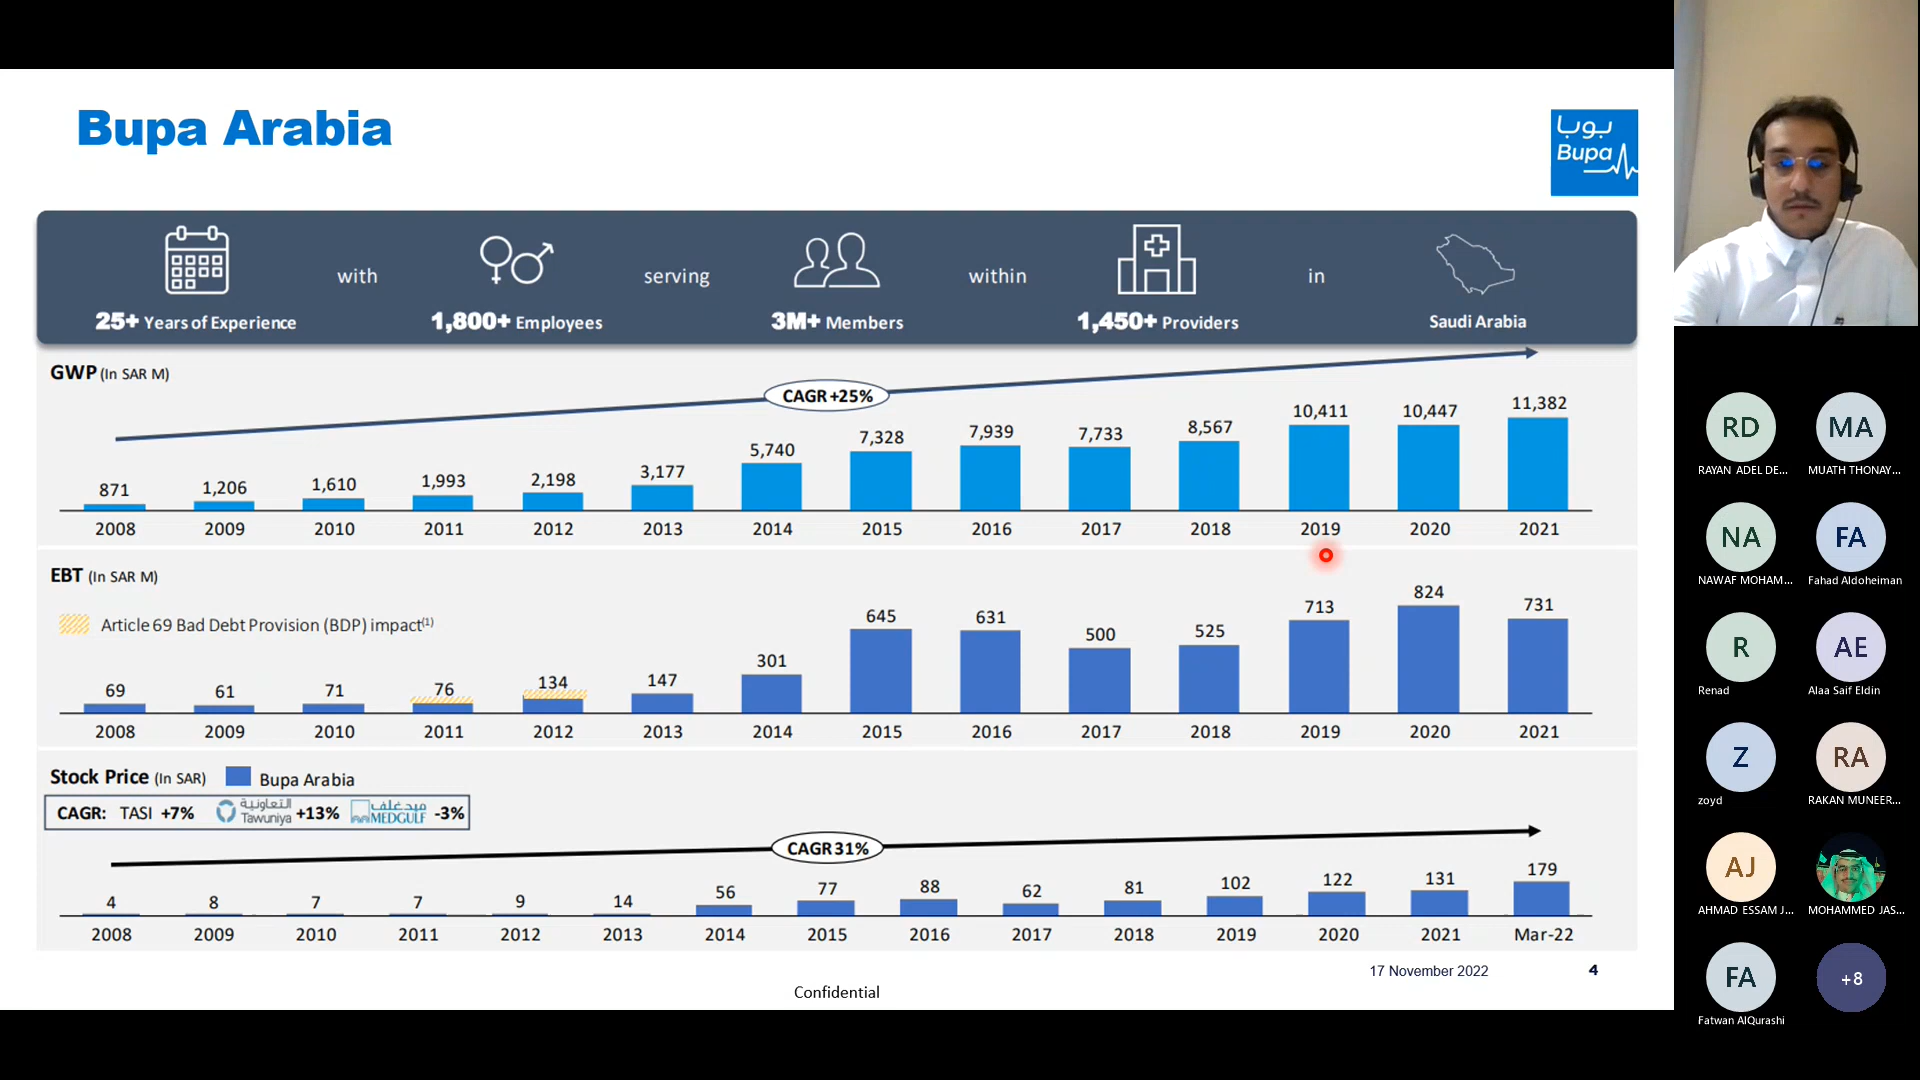 Bupa Arabia
بوبا
Bupa
with
serving
within
in
25+ Years of Experience
1,800+ Employees
3M+ Members
1,450+ Providers
Saudi Arabia
GWP (In SAR M)
CAGR +25%
871 1,206 1,610 1,993 2,198 3,177 5,740 7,328 7,939 7,733 8,567 10,411 10,447 11,382
2008 2009 2010 2011 2012 2013 2014 2015 2016 2017 2018 2019 2020 2021
EBT (In SAR M)
Article 69 Bad Debt Provision (BDP) impact(1)
69 61 71 76 134 147 301 645 631 500 525 713 824 731
2008 2009 2010 2011 2012 2013 2014 2015 2016 2017 2018 2019 2020 2021
Stock Price (In SAR) Bupa Arabia
CAGR: TASI +7% التعاونية Tawuniya +13% ميدغلف MEDGULF -3%
CAGR 31%
4 8 7 7 9 14 56 77 88 62 81 102 122 131 179
2008 2009 2010 2011 2012 2013 2014 2015 2016 2017 2018 2019 2020 2021 Mar-22
17 November 2022 4
Confidential
RD MA
RAYAN ADEL DE... MUATH THONAY...
NA FA
NAWAF MOHAM... Fahad Aldoheiman
R AE
Renad Alaa Saif Eldin
Z RA
zoyd RAKAN MUNEER...
AJ
AHMAD ESSAM J... MOHAMMED JAS...
FA +8
Fatwan AlQurashi